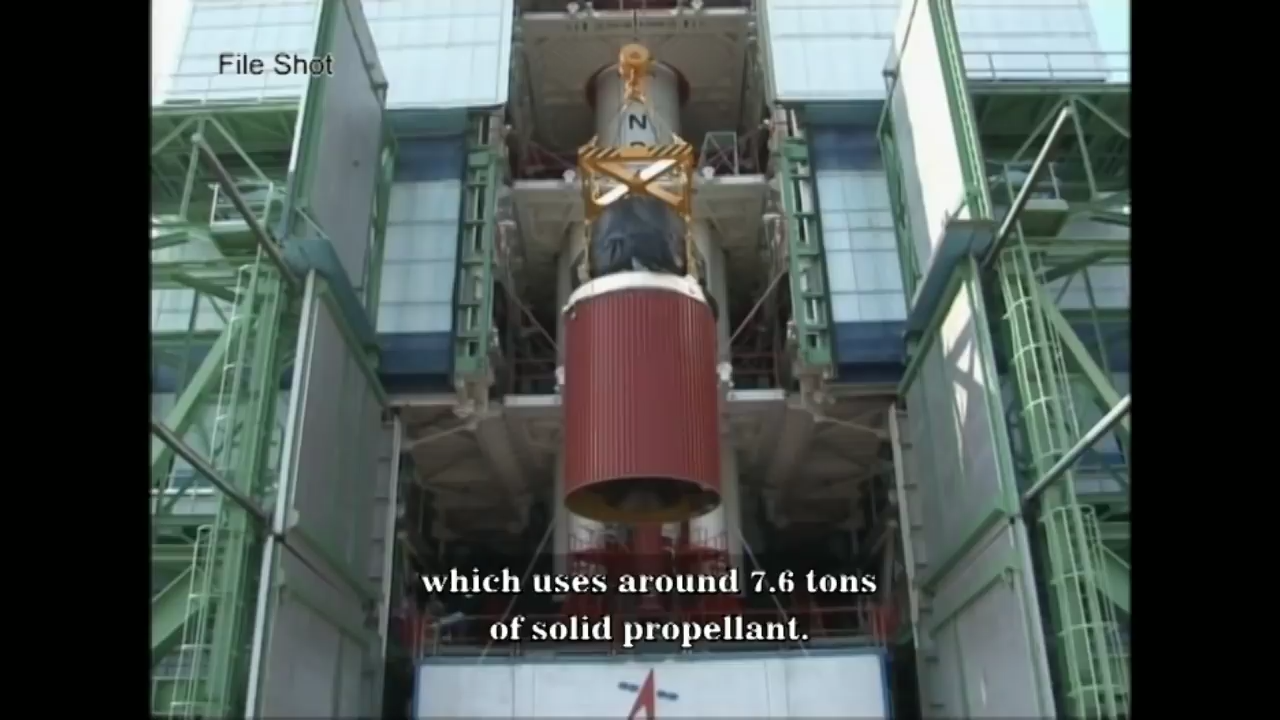 File Shot
N
which uses around 7.6 tons
of solid propellant.